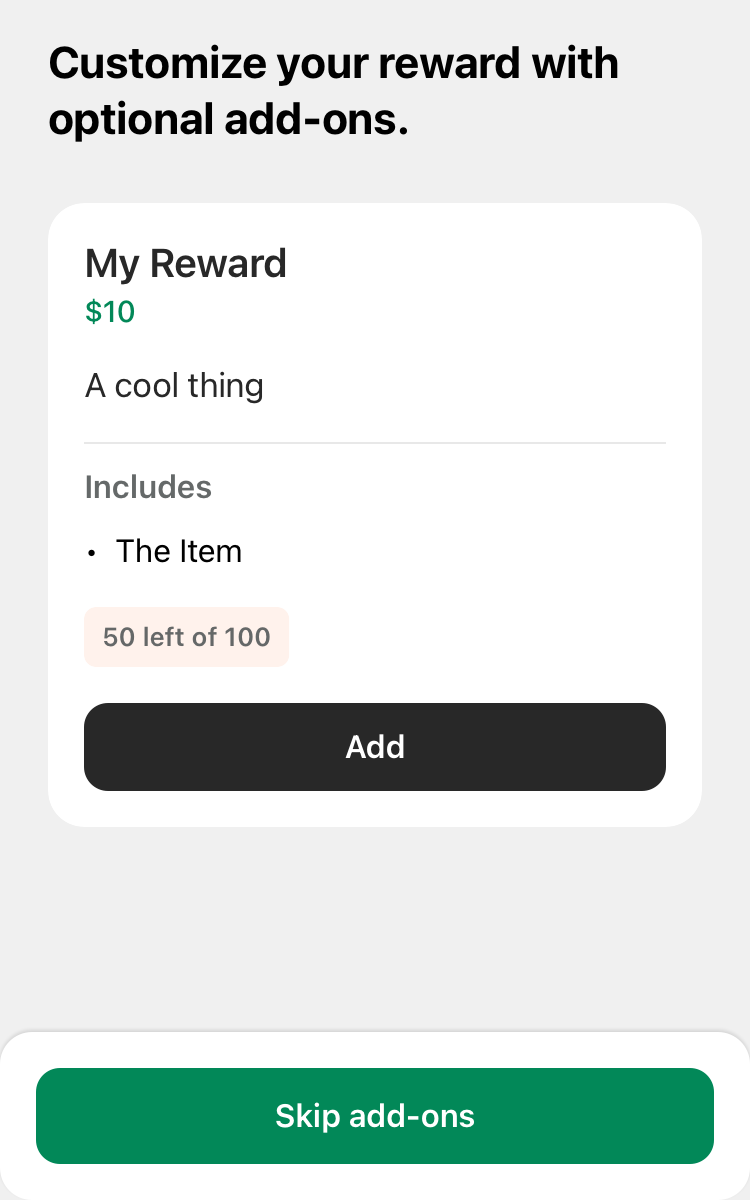 Customize your reward with
optional add-ons.
My Reward
$10
A cool thing
Includes
• The Item
50 left of 100
Add
Skip add-ons